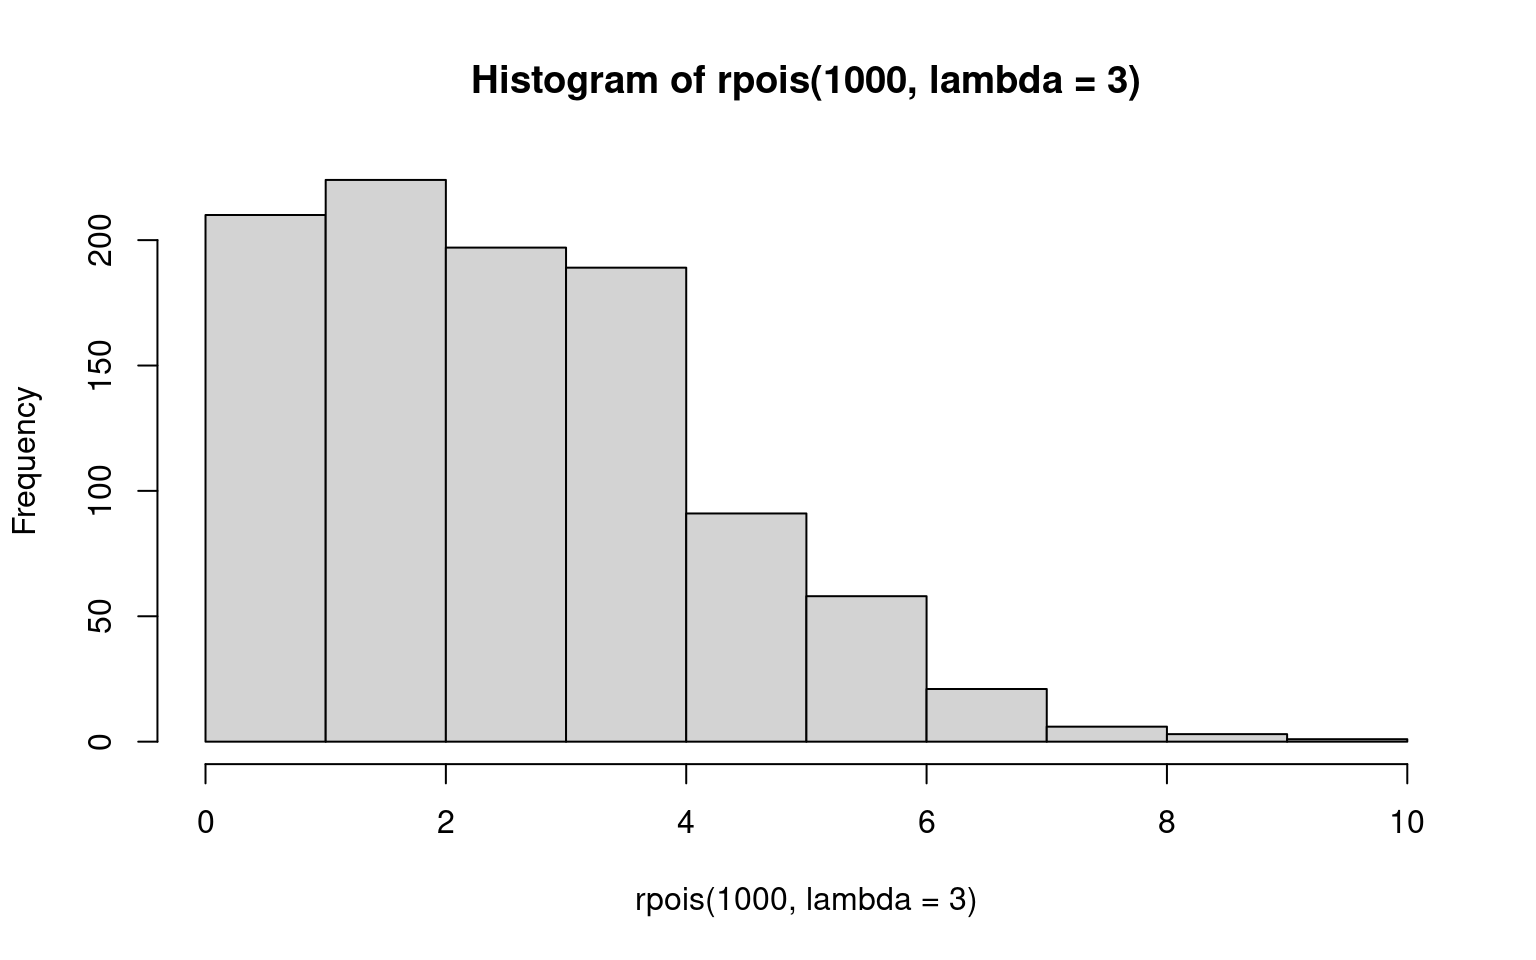 Histogram of rpois(1000, lambda = 3)
Frequency
200
150
100
50
0
0 2 4 6 8 10
rpois(1000, lambda = 3)